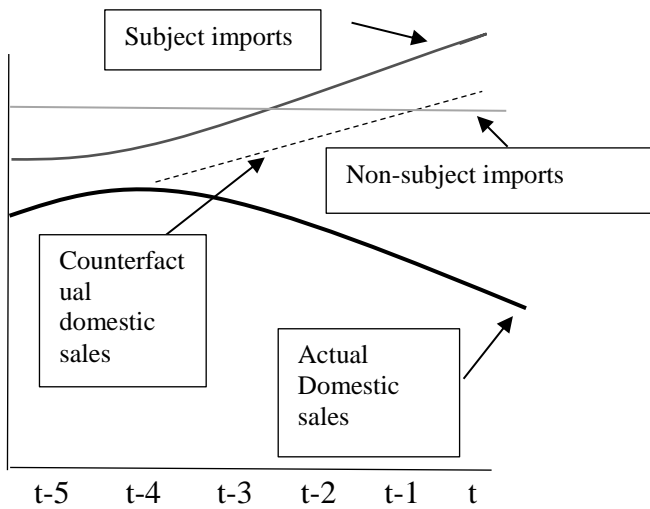 Subject imports
Non-subject imports
Counterfact
ual
domestic
sales
Actual
Domestic
sales
t-5 t-4 t-3 t-2 t-1 t